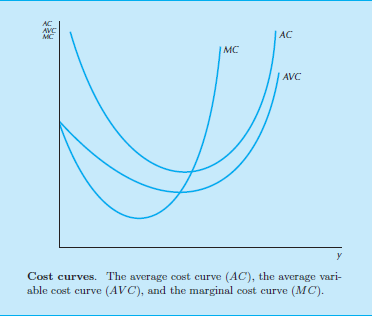 AC
AVC
MC
AC
MC
AVC
y
Cost curves. The average cost curve (AC), the average vari-
able cost curve (AVC), and the marginal cost curve (MC).